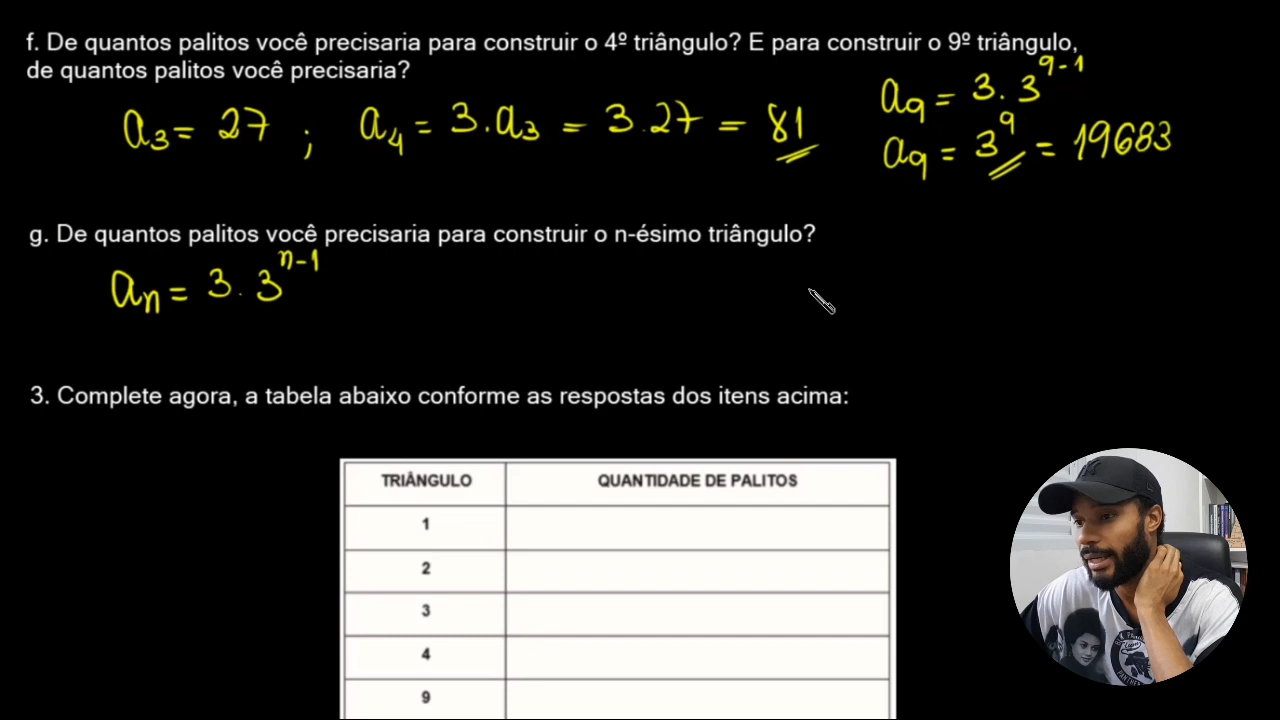 f. De quantos palitos você precisaria para construir o 4º triângulo? E para construir o 9º triângulo,
de quantos palitos você precisaria?
a₉ = 3.3⁹⁻¹
a₃ = 27 ; a₄ = 3.a₃ = 3.27 = 81
a₉ = 3⁹ = 19683
g. De quantos palitos você precisaria para construir o n-ésimo triângulo?
aₙ = 3.3ⁿ⁻¹
3. Complete agora, a tabela abaixo conforme as respostas dos itens acima:
TRIÂNGULO QUANTIDADE DE PALITOS
1
2
3
4
9